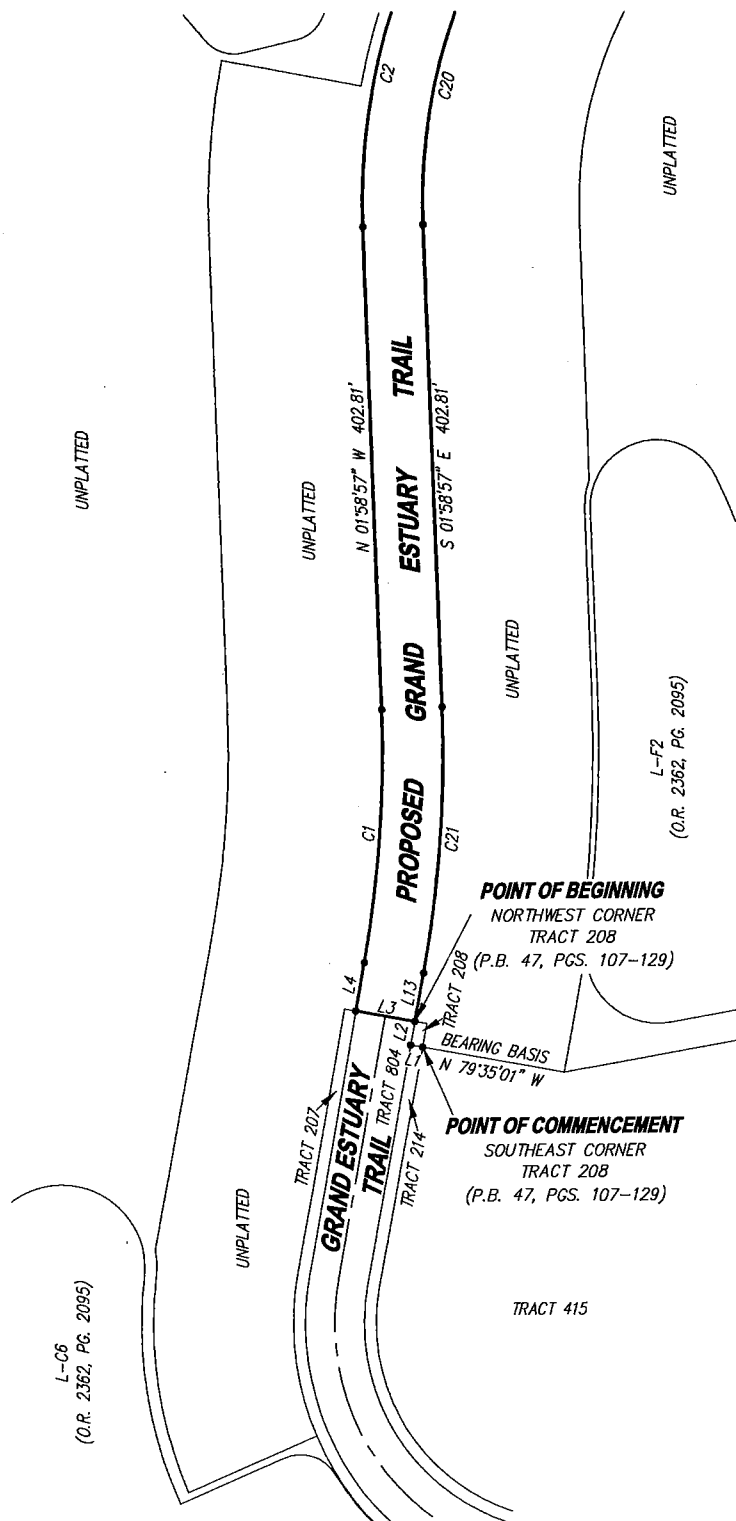 C2
C20
UNPLATTED
UNPLATTED
UNPLATTED
N 01°58'57" W 402.81'
S 01°58'57" E 402.81'
PROPOSED GRAND ESTUARY TRAIL
UNPLATTED
L-F2
(O.R. 2362, PG. 2095)
C1
C21
POINT OF BEGINNING
NORTHWEST CORNER
TRACT 208
(P.B. 47, PGS. 107-129)
L4
L3
L13
TRACT 208
L2
L1
BEARING BASIS
N 79°35'01" W
TRACT 207
GRAND ESTUARY
TRAIL
TRACT 804
TRACT 214
POINT OF COMMENCEMENT
SOUTHEAST CORNER
TRACT 208
(P.B. 47, PGS. 107-129)
UNPLATTED
TRACT 415
L-C6
(O.R. 2362, PG. 2095)